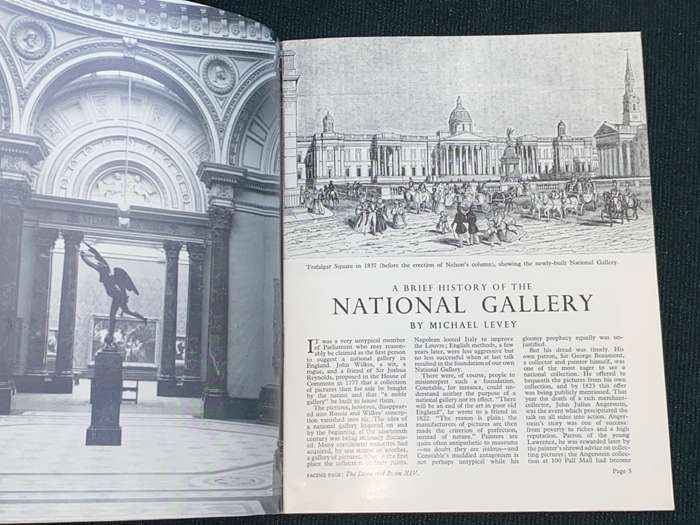 Trafalgar Square in 1837 (before the erection of Nelson's column), showing the newly-built National Gallery.
A BRIEF HISTORY OF THE
NATIONAL GALLERY
BY MICHAEL LEVEY
IT was a very untypical member
of Parliament who may reason-
ably be claimed as the first person
to suggest a national gallery in
England. John Wilkes, a wit, a
rogue, and a friend of Sir Joshua
Reynolds, proposed in the House of
Commons in 1777 that a collection
of pictures then for sale be bought
by the nation and that "a noble
gallery" be built to house them.
The pictures, however, disappear-
ed into Russia and Wilkes' concep-
tion vanished into air. The idea
of a national gallery lingered on and
by the beginning of the nineteenth
century was being seriously discuss-
ed. Many continental countries had
acquired, by one means or another,
a gallery of pictures. in the first
place the collection
Napoleon looted Italy to improve
the Louvre; English methods, a few
years later, were less aggressive but
no less successful when at last talk
resulted in the foundation of our own
National Gallery.
There were, of course, people to
misinterpret such a foundation.
Constable, for instance, could un-
derstand neither the purpose of a
national gallery nor its effect. "There
will be an end of the art in poor old
England", he wrote to a friend in
1822. "The reason is plain; the
manufacturers of pictures are then
made the criterion of perfection,
instead of nature." Painters are
quite often antipathetic to museums
—no doubt they are jealous—and
Constable's muddled antagonism is
not perhaps untypical while his
gloomy prophecy equally was un-
justified.
But his dread was timely. His
own patron, Sir George Beaumont,
a collector and painter himself, was
one of the most eager to see a
national collection. He offered to
bequeath the pictures from his own
collection, and by 1823 this offer
was being publicly mentioned. That
year the death of a rich merchant-
collector, John Julius Angerstein,
was the event which precipitated the
talk on all sides into action. Anger-
stein's story was one of success
from poverty to riches and a high
reputation. Patron of the young
Lawrence, he was rewarded later by
the painter's shrewd advice on collec-
ting pictures; the Angerstein collec-
tion at 100 Pall Mall had become
FACING PAGE: The Dome and Room XIV.
Page 3